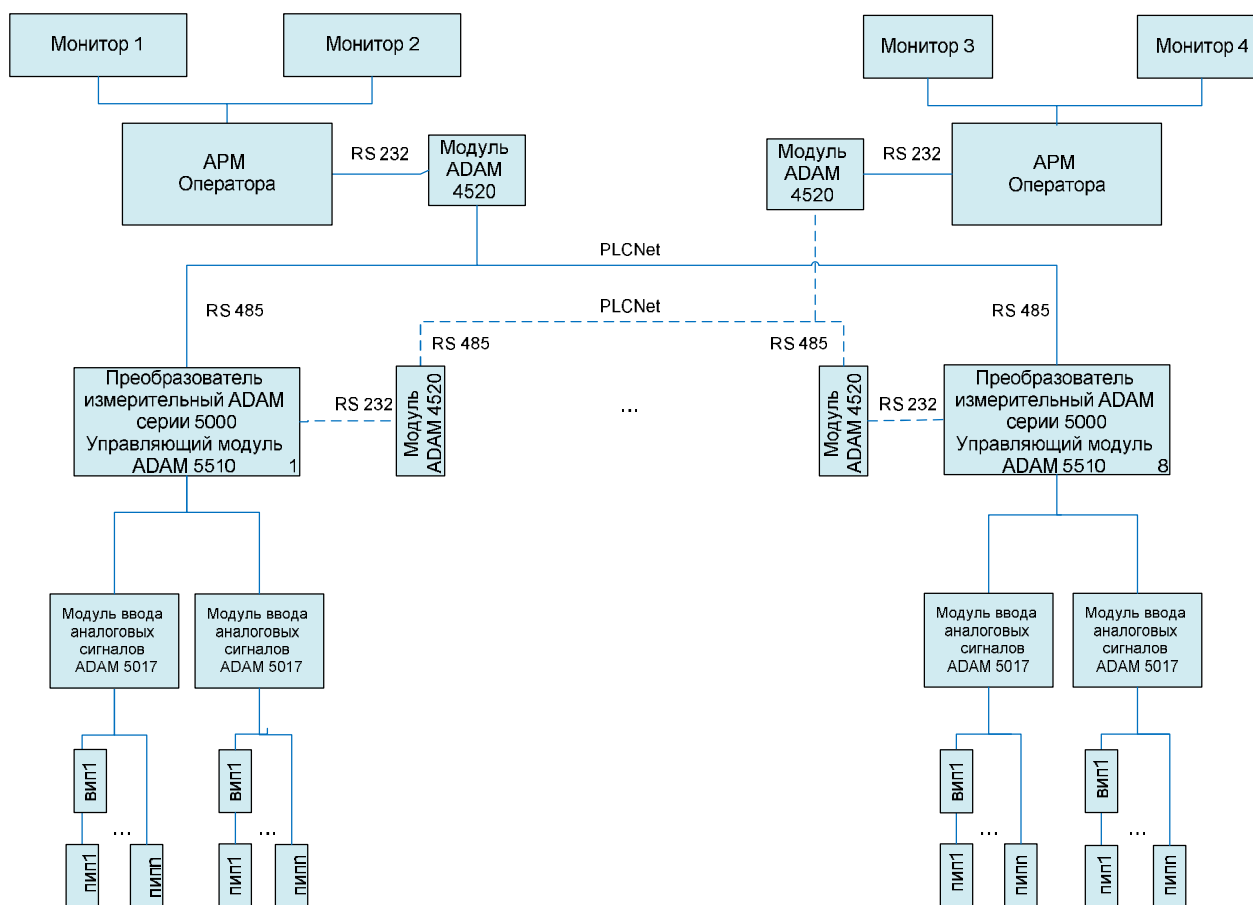 Монитор 1
Монитор 2
Монитор 3
Монитор 4
АРМ
Оператора
RS 232
Модуль
ADAM
4520
Модуль
ADAM
4520
RS 232
АРМ
Оператора
PLCNet
RS 485
PLCNet
RS 485
RS 485
RS 485
Преобразователь
измерительный ADAM
серии 5000
Управляющий модуль
ADAM 5510
1
RS 232
Модуль
ADAM 4520
...
Модуль
ADAM 4520
RS 232
Преобразователь
измерительный ADAM
серии 5000
Управляющий модуль
ADAM 5510
8
Модуль ввода
аналоговых
сигналов
ADAM 5017
Модуль ввода
аналоговых
сигналов
ADAM 5017
Модуль ввода
аналоговых
сигналов
ADAM 5017
Модуль ввода
аналоговых
сигналов
ADAM 5017
вип1
вип1
вип1
вип1
...
...
...
...
пип1
пипn
пип1
пипn
пип1
пипn
пип1
пипn